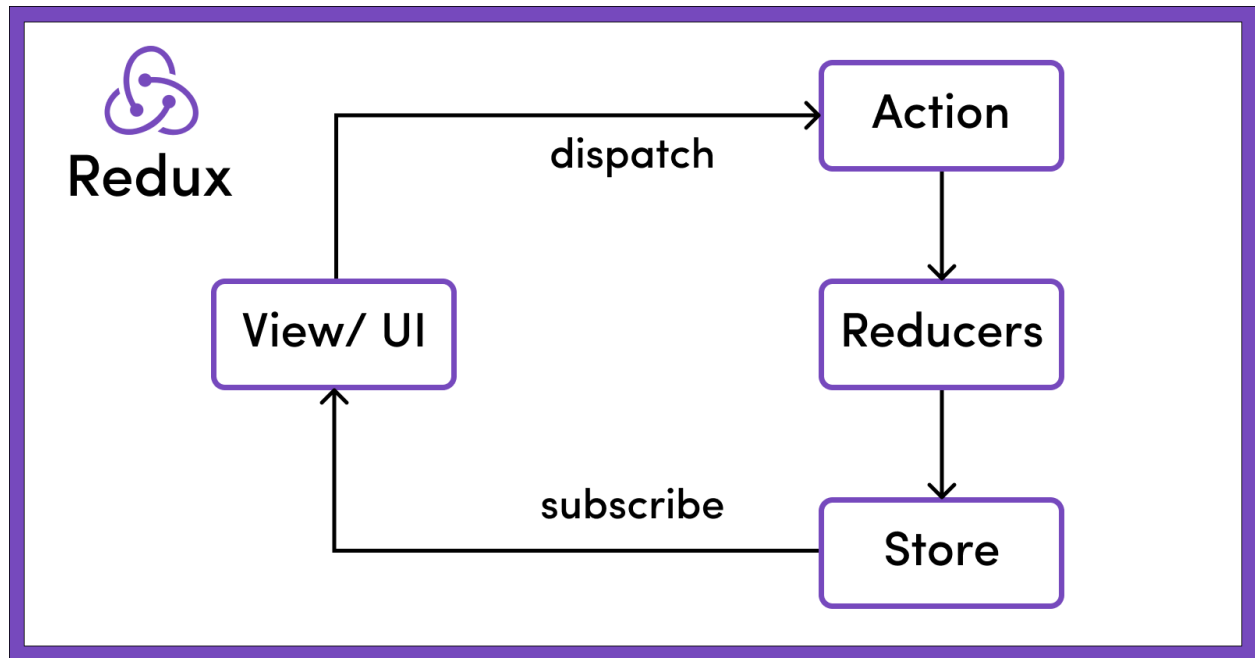 Redux
Action
dispatch
View/ UI
Reducers
subscribe
Store